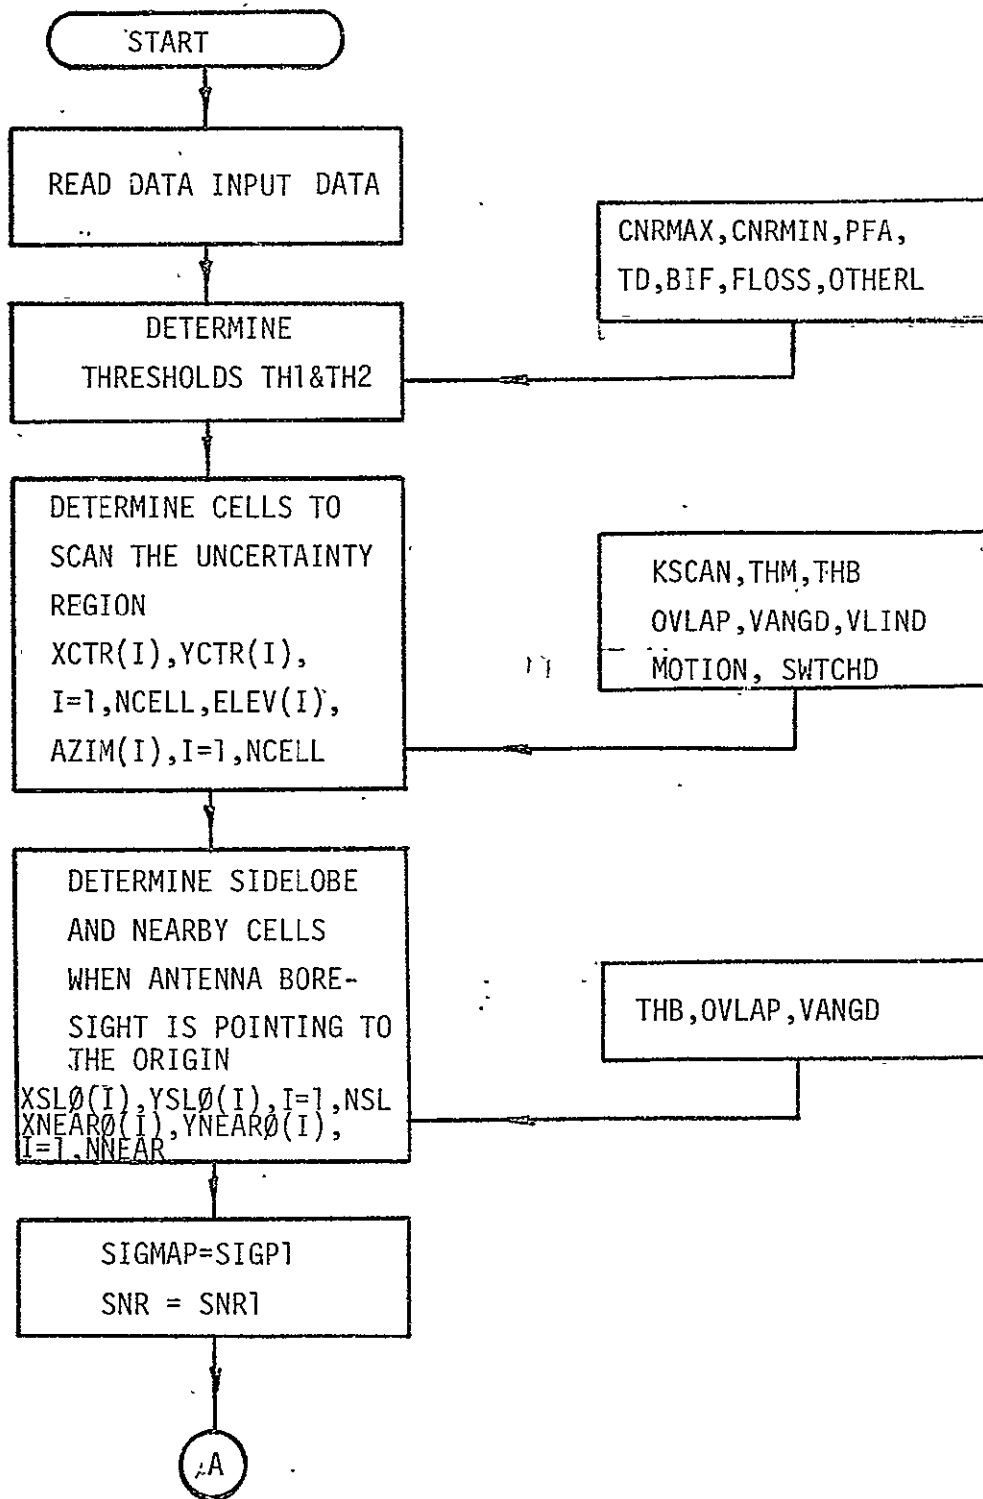 START
READ DATA INPUT DATA
CNRMAX,CNRMIN,PFA,
TD,BIF,FLOSS,OTHERL
DETERMINE
THRESHOLDS TH1&TH2
DETERMINE CELLS TO
SCAN THE UNCERTAINTY
REGION
XCTR(I),YCTR(I),
I=1,NCELL,ELEV(I),
AZIM(I),I=1,NCELL
KSCAN,THM,THB
OVLAP,VANGD,VLIND
MOTION, SWTCHD
DETERMINE SIDELOBE
AND NEARBY CELLS
WHEN ANTENNA BORE-
SIGHT IS POINTING TO
THE ORIGIN
XSLØ(I),YSLØ(I),I=1,NSL
XNEARØ(I),YNEARØ(I),
I=1,NNEAR
THB,OVLAP,VANGD
SIGMAP=SIGP1
SNR = SNR1
A